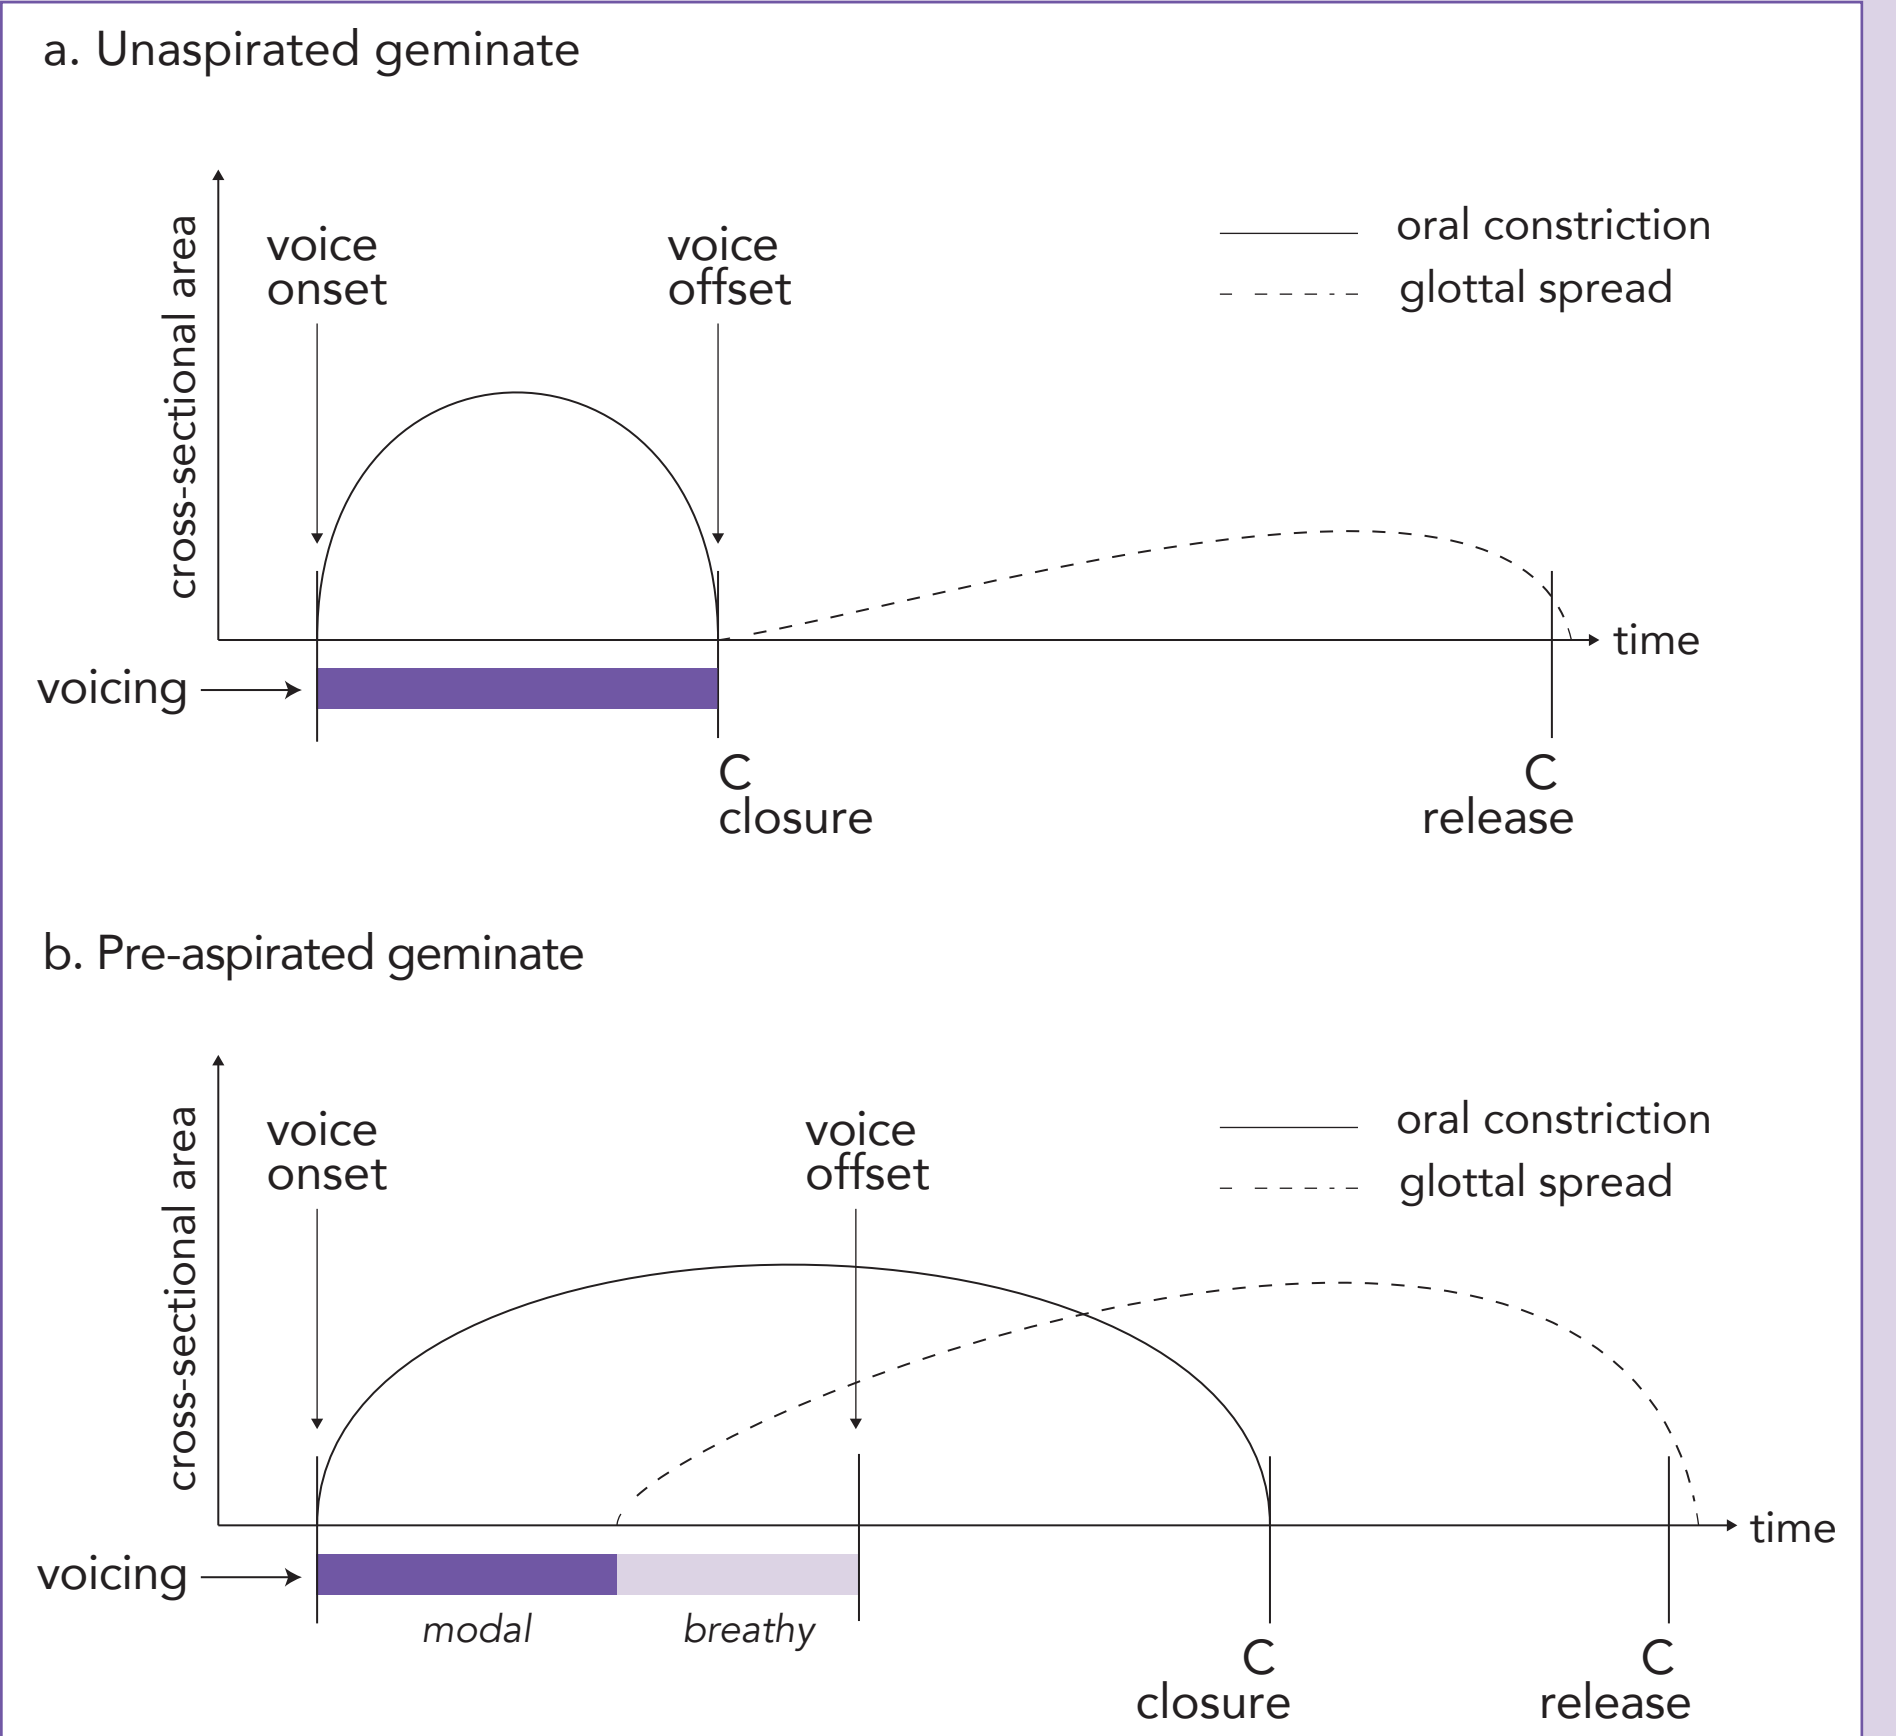 a. Unaspirated geminate
cross-sectional area
voice
onset
voice
offset
oral constriction
glottal spread
time
voicing
C
closure
C
release
b. Pre-aspirated geminate
cross-sectional area
voice
onset
voice
offset
oral constriction
glottal spread
time
voicing
modal
breathy
C
closure
C
release